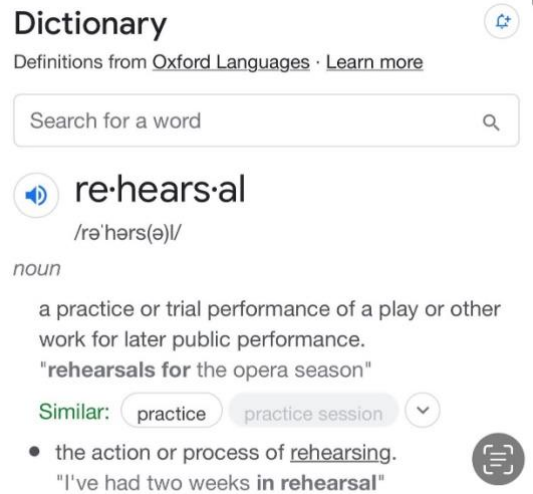 Dictionary
Definitions from Oxford Languages · Learn more
Search for a word
re·hears·al
/rəˈhərs(ə)l/
noun
a practice or trial performance of a play or other
work for later public performance.
"rehearsals for the opera season"
Similar: practice practice session
• the action or process of rehearsing.
"I've had two weeks in rehearsal"